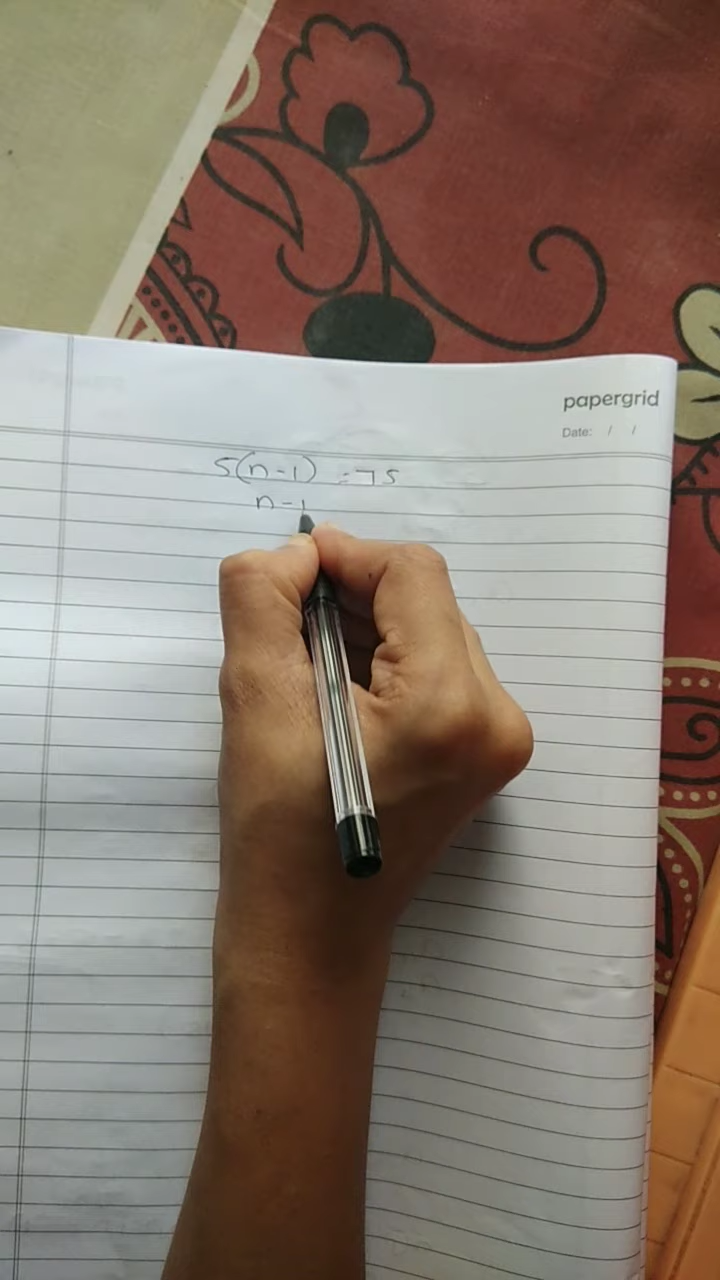 papergrid
Date: / /
5(n-1) = 75
n-1